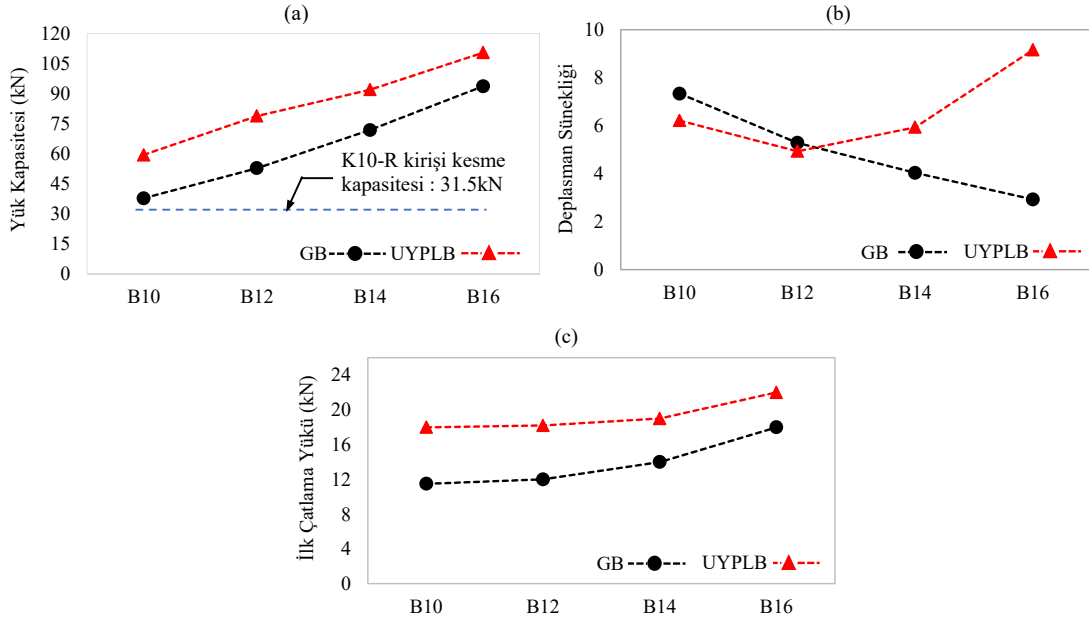 (a)
Yük Kapasitesi (kN)
120
105
90
75
60
45
30
15
0
K10-R kirişi kesme
kapasitesi : 31.5kN
GB UYPLB
B10 B12 B14 B16
(b)
Deplasman Sünekliği
10
8
6
4
2
0
GB UYPLB
B10 B12 B14 B16
(c)
İlk Çatlama Yükü (kN)
24
20
16
12
8
4
0
GB UYPLB
B10 B12 B14 B16